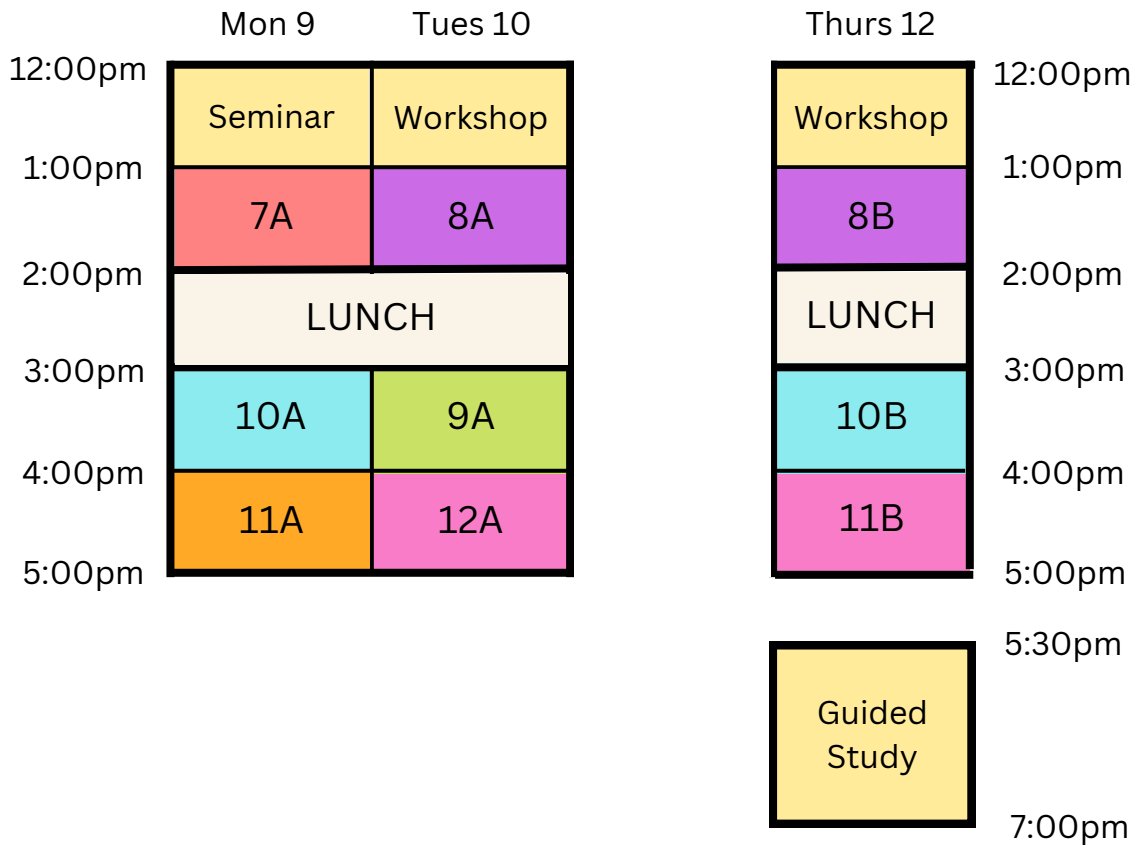 Mon 9 Tues 10 Thurs 12
12:00pm 12:00pm
Seminar Workshop Workshop
1:00pm 1:00pm
7A 8A 8B
2:00pm 2:00pm
LUNCH LUNCH
3:00pm 3:00pm
10A 9A 10B
4:00pm 4:00pm
11A 12A 11B
5:00pm 5:00pm
5:30pm
Guided
Study
7:00pm